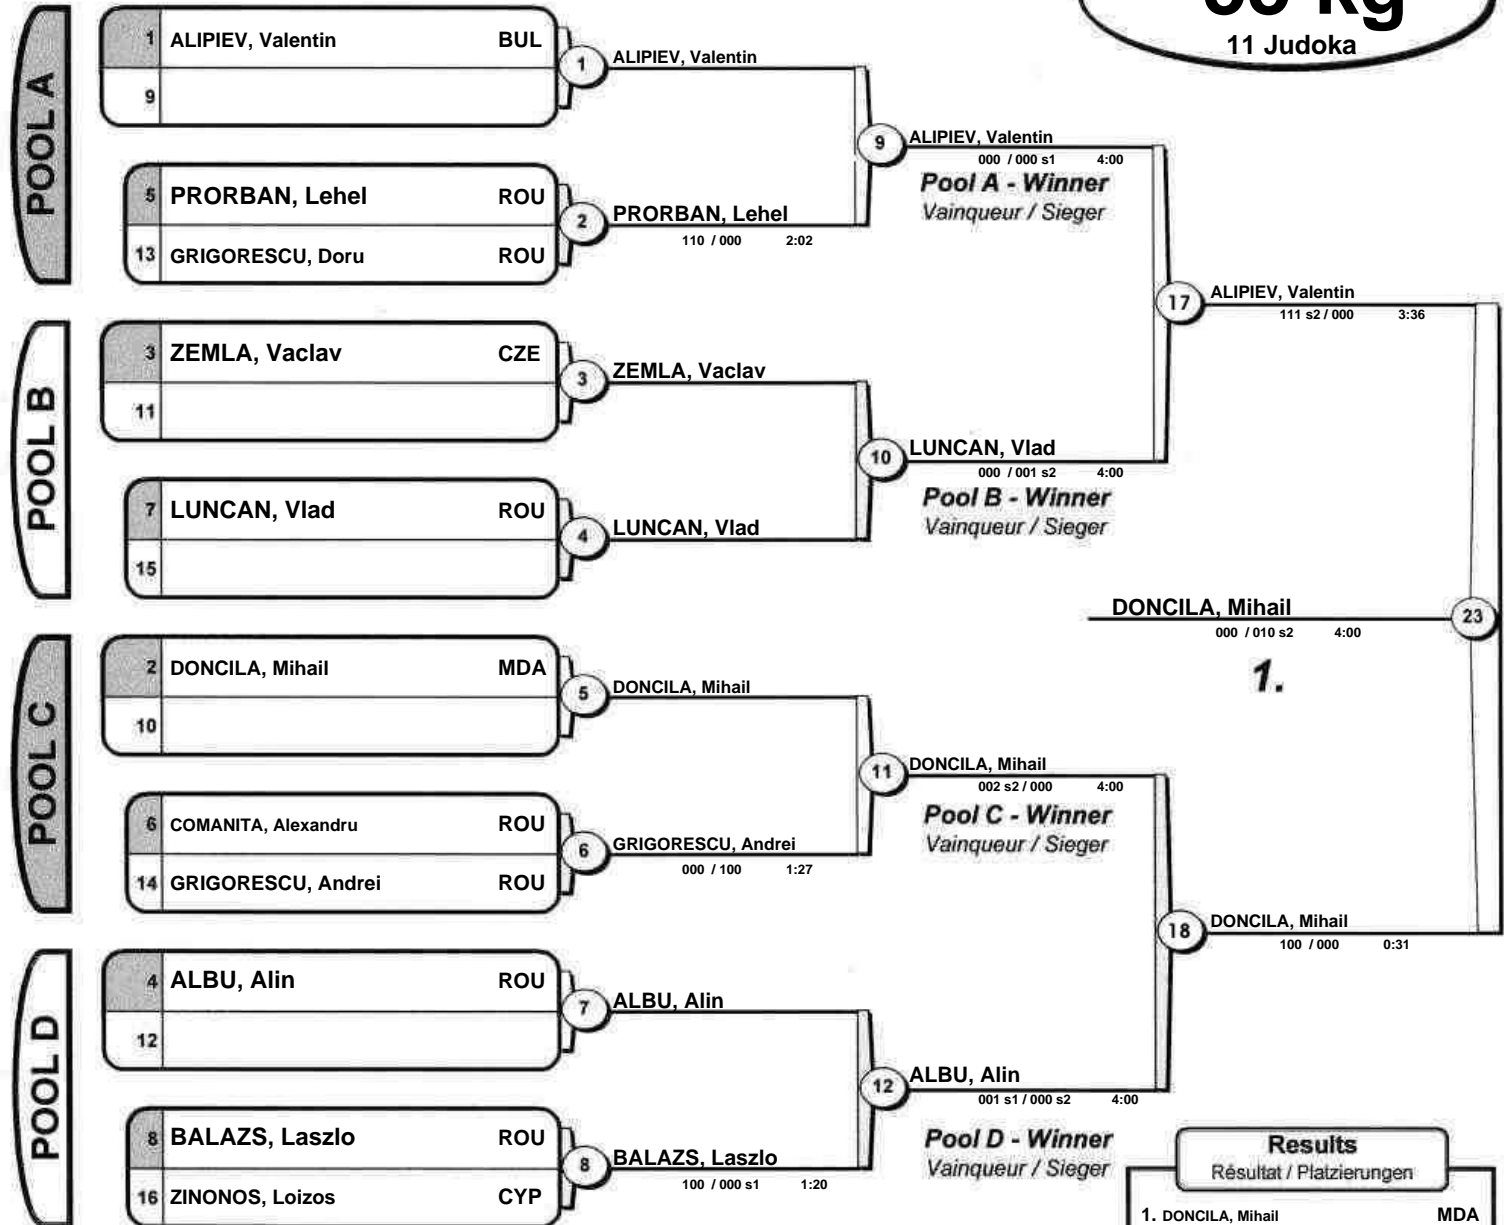 11 Judoka
POOL A
1 ALIPIEV, Valentin BUL
9
1 ALIPIEV, Valentin
5 PRORBAN, Lehel ROU
13 GRIGORESCU, Doru ROU
2 PRORBAN, Lehel
110 / 000 2:02
9 ALIPIEV, Valentin
000 / 000 s1 4:00
Pool A - Winner
Vainqueur / Sieger
POOL B
3 ZEMLA, Vaclav CZE
11
3 ZEMLA, Vaclav
7 LUNCAN, Vlad ROU
15
4 LUNCAN, Vlad
10 LUNCAN, Vlad
000 / 001 s2 4:00
Pool B - Winner
Vainqueur / Sieger
17 ALIPIEV, Valentin
111 s2 / 000 3:36
DONCILA, Mihail 23
000 / 010 s2 4:00
1.
POOL C
2 DONCILA, Mihail MDA
10
5 DONCILA, Mihail
6 COMANITA, Alexandru ROU
14 GRIGORESCU, Andrei ROU
6 GRIGORESCU, Andrei
000 / 100 1:27
11 DONCILA, Mihail
002 s2 / 000 4:00
Pool C - Winner
Vainqueur / Sieger
18 DONCILA, Mihail
100 / 000 0:31
POOL D
4 ALBU, Alin ROU
12
7 ALBU, Alin
8 BALAZS, Laszlo ROU
16 ZINONOS, Loizos CYP
8 BALAZS, Laszlo
100 / 000 s1 1:20
12 ALBU, Alin
001 s1 / 000 s2 4:00
Pool D - Winner
Vainqueur / Sieger
Results
Résultat / Platzierungen
1. DONCILA, Mihail MDA